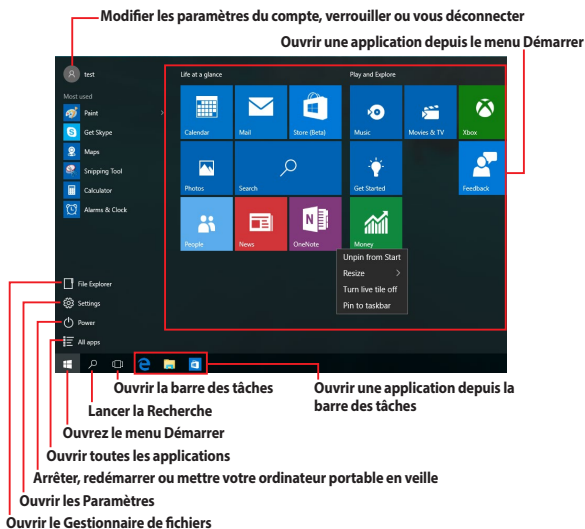 Modifier les paramètres du compte, verrouiller ou vous déconnecter
Ouvrir une application depuis le menu Démarrer
test
Most used
Paint
Get Skype
Maps
Snipping Tool
Calculator
Alarms & Clock
File Explorer
Settings
Power
All apps
Life at a glance
Calendar
Mail
Store (Beta)
Photos
Search
People
News
OneNote
Play and Explore
Music
Movies & TV
Xbox
Get Started
Feedback
Money
Unpin from Start
Resize
Turn live tile off
Pin to taskbar
Ouvrir la barre des tâches
Ouvrir une application depuis la
barre des tâches
Lancer la Recherche
Ouvrez le menu Démarrer
Ouvrir toutes les applications
Arrêter, redémarrer ou mettre votre ordinateur portable en veille
Ouvrir les Paramètres
Ouvrir le Gestionnaire de fichiers